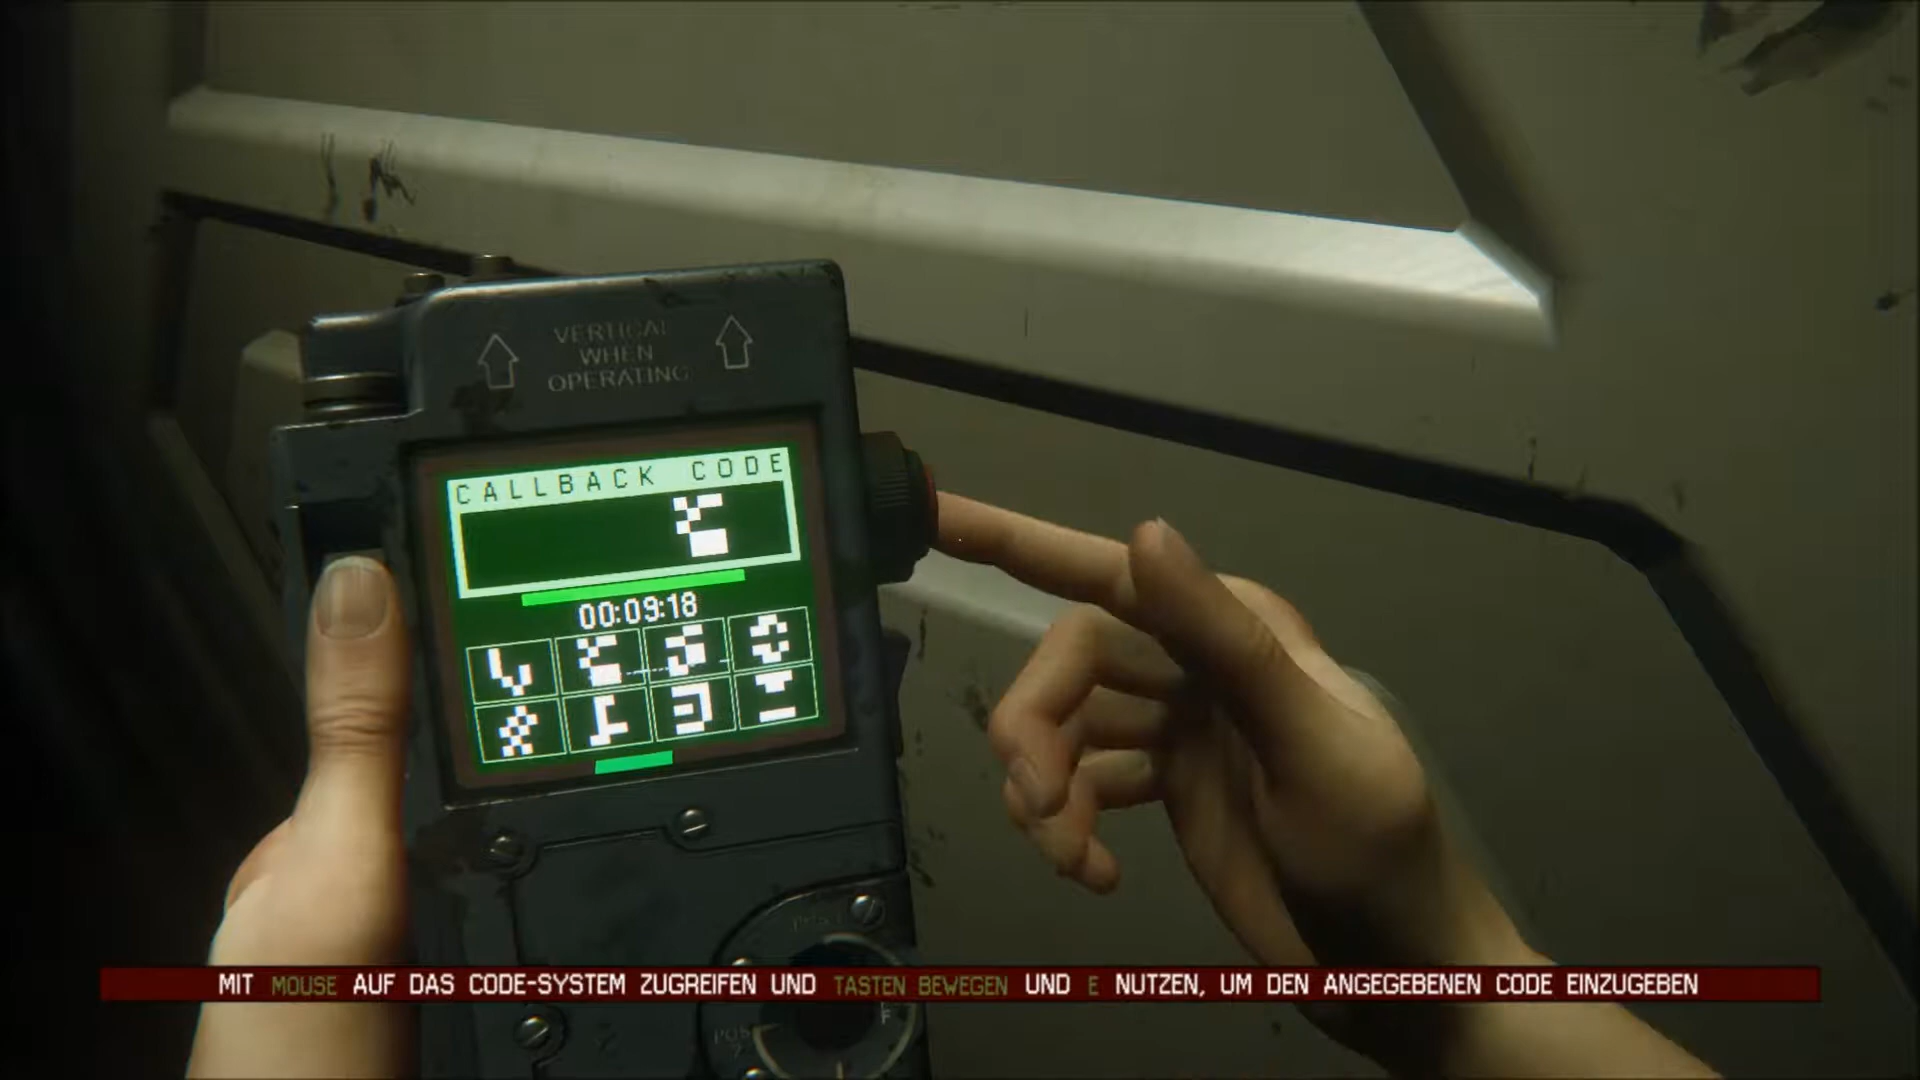 VERTICAL
WHEN
OPERATING
CALLBACK CODE
00:09:18
MIT MOUSE AUF DAS CODE-SYSTEM ZUGREIFEN UND TASTEN BEWEGEN UND E NUTZEN, UM DEN ANGEGEBENEN CODE EINZUGEBEN
F